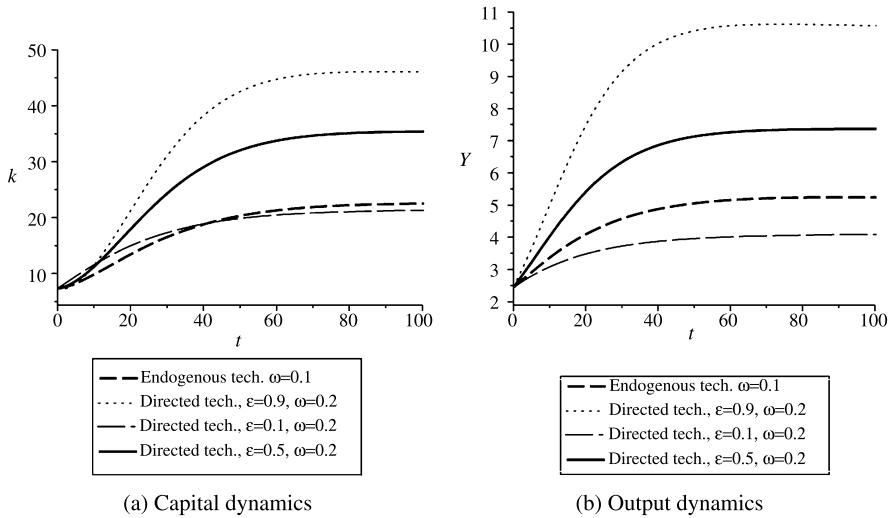 50
40
30
20
10
k
0
20
40
60
80
100
t
Endogenous tech. ω=0.1
Directed tech., ε=0.9, ω=0.2
Directed tech., ε=0.1, ω=0.2
Directed tech., ε=0.5, ω=0.2
(a) Capital dynamics
11
10
9
8
7
6
5
4
3
2
Y
0
20
40
60
80
100
t
Endogenous tech. ω=0.1
Directed tech., ε=0.9, ω=0.2
Directed tech., ε=0.1, ω=0.2
Directed tech., ε=0.5, ω=0.2
(b) Output dynamics